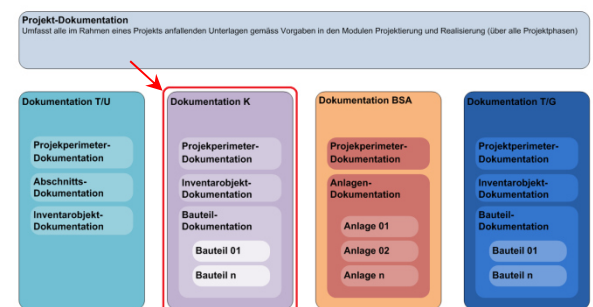 Projekt-Dokumentation
Umfasst alle im Rahmen eines Projekts anfallenden Unterlagen gemäss Vorgaben in den Modulen Projektierung und Realisierung (über alle Projektphasen)
Dokumentation T/U
Projekperimeter-
Dokumentation
Abschnitts-
Dokumentation
Inventarobjekt-
Dokumentation
Dokumentation K
Projekperimeter-
Dokumentation
Inventarobjekt-
Dokumentation
Bauteil-
Dokumentation
Bauteil 01
Bauteil n
Dokumentation BSA
Projekperimeter-
Dokumentation
Anlagen-
Dokumentation
Anlage 01
Anlage 02
Anlage n
Dokumentation T/G
Projektperimeter-
Dokumentation
Inventarobjekt-
Dokumentation
Bauteil-
Dokumentation
Bauteil 01
Bauteil n